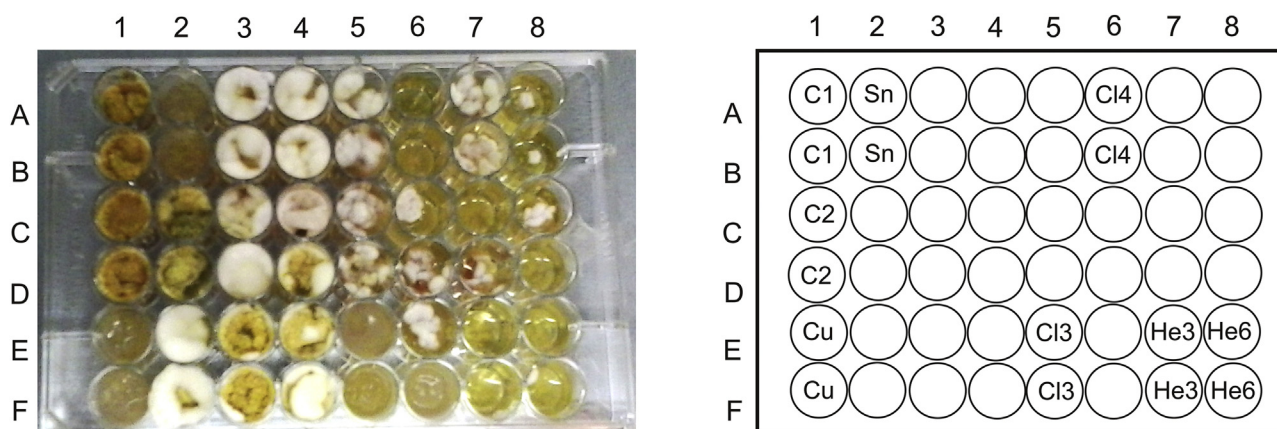 1 2 3 4 5 6 7 8
A
B
C
D
E
F
1 2 3 4 5 6 7 8
A C1 Sn Cl4
B C1 Sn Cl4
C C2
D C2
E Cu Cl3 He3 He6
F Cu Cl3 He3 He6